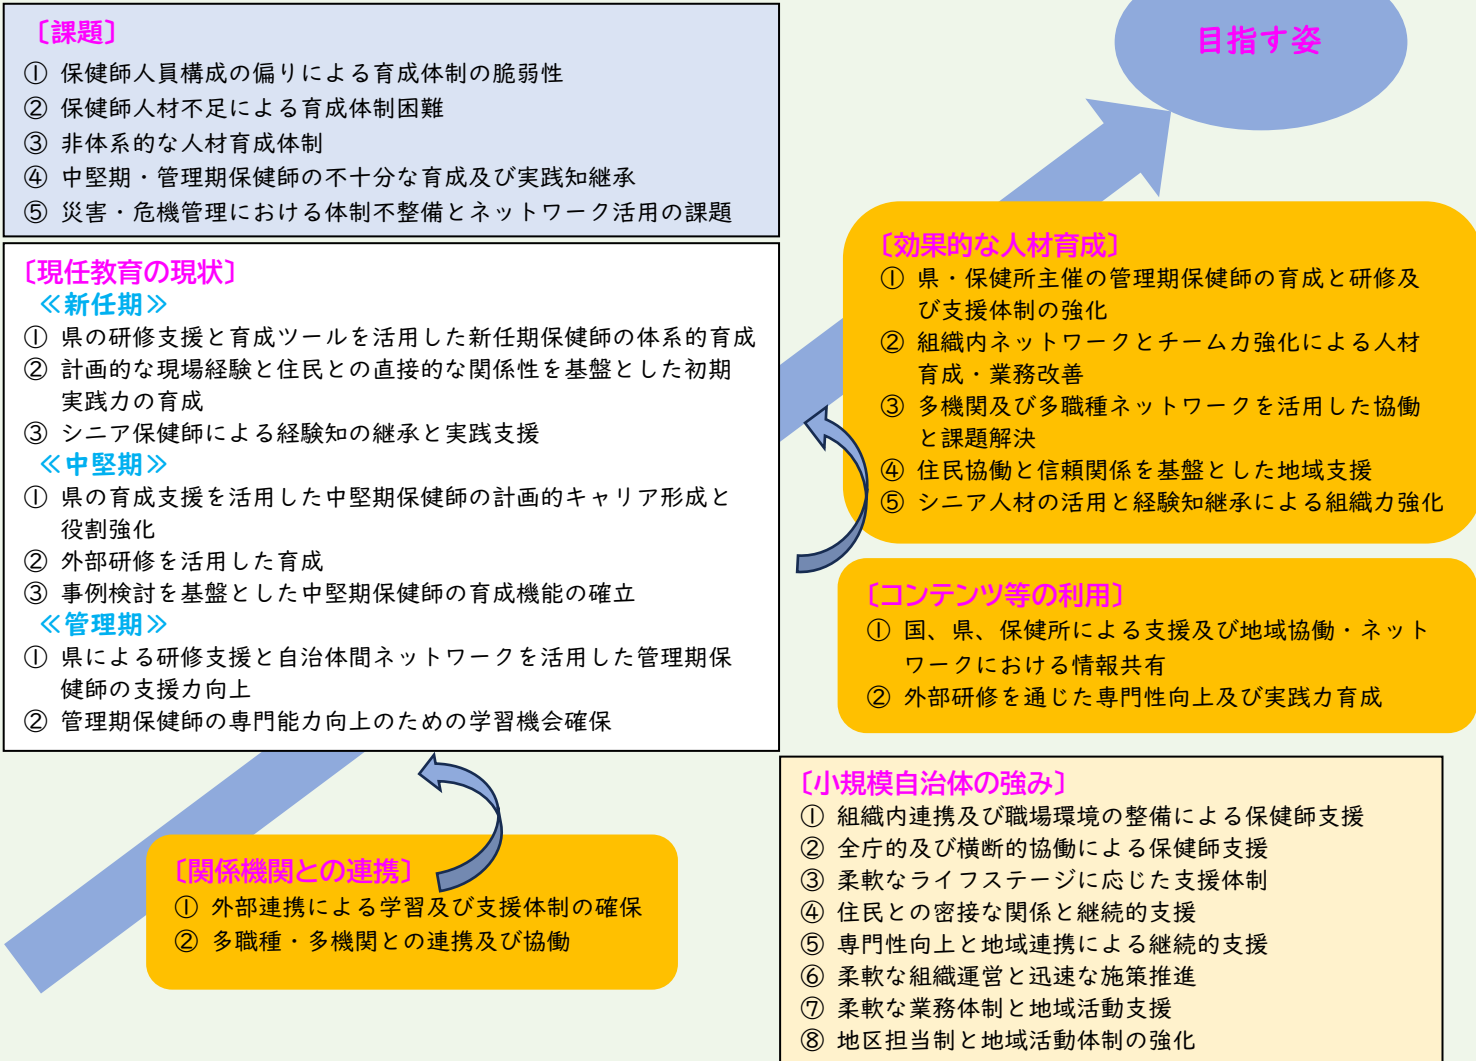 〔課題〕
① 保健師人員構成の偏りによる育成体制の脆弱性
② 保健師人材不足による育成体制困難
③ 非体系的な人材育成体制
④ 中堅期・管理期保健師の不十分な育成及び実践知継承
⑤ 災害・危機管理における体制不整備とネットワーク活用の課題
目指す姿
〔現任教育の現状〕
≪新任期≫
① 県の研修支援と育成ツールを活用した新任期保健師の体系的育成
② 計画的な現場経験と住民との直接的な関係性を基盤とした初期
実践力の育成
③ シニア保健師による経験知の継承と実践支援
≪中堅期≫
① 県の育成支援を活用した中堅期保健師の計画的キャリア形成と
役割強化
② 外部研修を活用した育成
③ 事例検討を基盤とした中堅期保健師の育成機能の確立
≪管理期≫
① 県による研修支援と自治体間ネットワークを活用した管理期保
健師の支援力向上
② 管理期保健師の専門能力向上のための学習機会確保
〔効果的な人材育成〕
① 県・保健所主催の管理期保健師の育成と研修及
び支援体制の強化
② 組織内ネットワークとチーム力強化による人材
育成・業務改善
③ 多機関及び多職種ネットワークを活用した協働
と課題解決
④ 住民協働と信頼関係を基盤とした地域支援
⑤ シニア人材の活用と経験知継承による組織力強化
〔コンテンツ等の利用〕
① 国、県、保健所による支援及び地域協働・ネット
ワークにおける情報共有
② 外部研修を通じた専門性向上及び実践力育成
〔関係機関との連携〕
① 外部連携による学習及び支援体制の確保
② 多職種・多機関との連携及び協働
〔小規模自治体の強み〕
① 組織内連携及び職場環境の整備による保健師支援
② 全庁的及び横断的協働による保健師支援
③ 柔軟なライフステージに応じた支援体制
④ 住民との密接な関係と継続的支援
⑤ 専門性向上と地域連携による継続的支援
⑥ 柔軟な組織運営と迅速な施策推進
⑦ 柔軟な業務体制と地域活動支援
⑧ 地区担当制と地域活動体制の強化